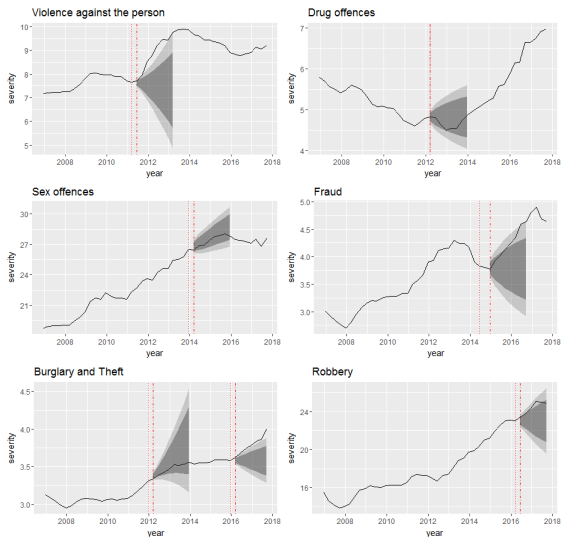 Violence against the person
10
9
8
7
6
5
severity
2008 2010 2012 2014 2016 2018
year
Drug offences
7
6
5
4
severity
2008 2010 2012 2014 2016 2018
year
Sex offences
30
27
24
21
severity
2008 2010 2012 2014 2016 2018
year
Fraud
5.0
4.5
4.0
3.5
3.0
severity
2008 2010 2012 2014 2016 2018
year
Burglary and Theft
4.5
4.0
3.5
3.0
severity
2008 2010 2012 2014 2016 2018
year
Robbery
24
20
16
severity
2008 2010 2012 2014 2016 2018
year